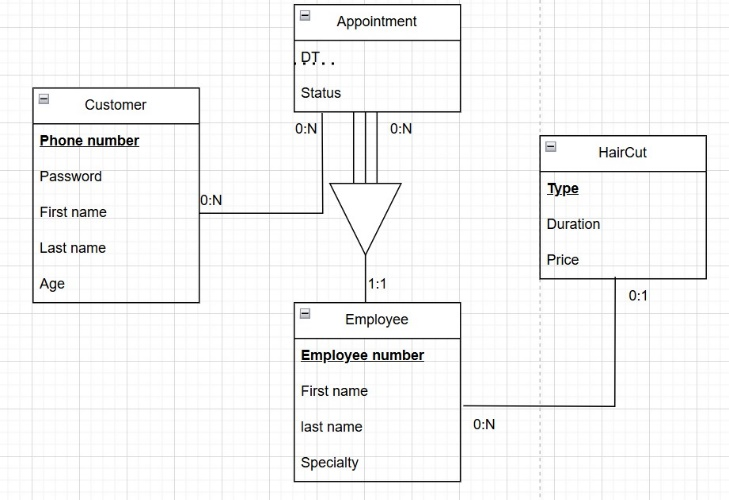 Appointment
DT
Status
Customer
Phone number
Password
First name
Last name
Age
0:N
0:N
0:N
HairCut
Type
Duration
Price
0:1
1:1
Employee
Employee number
First name
last name
Specialty
0:N